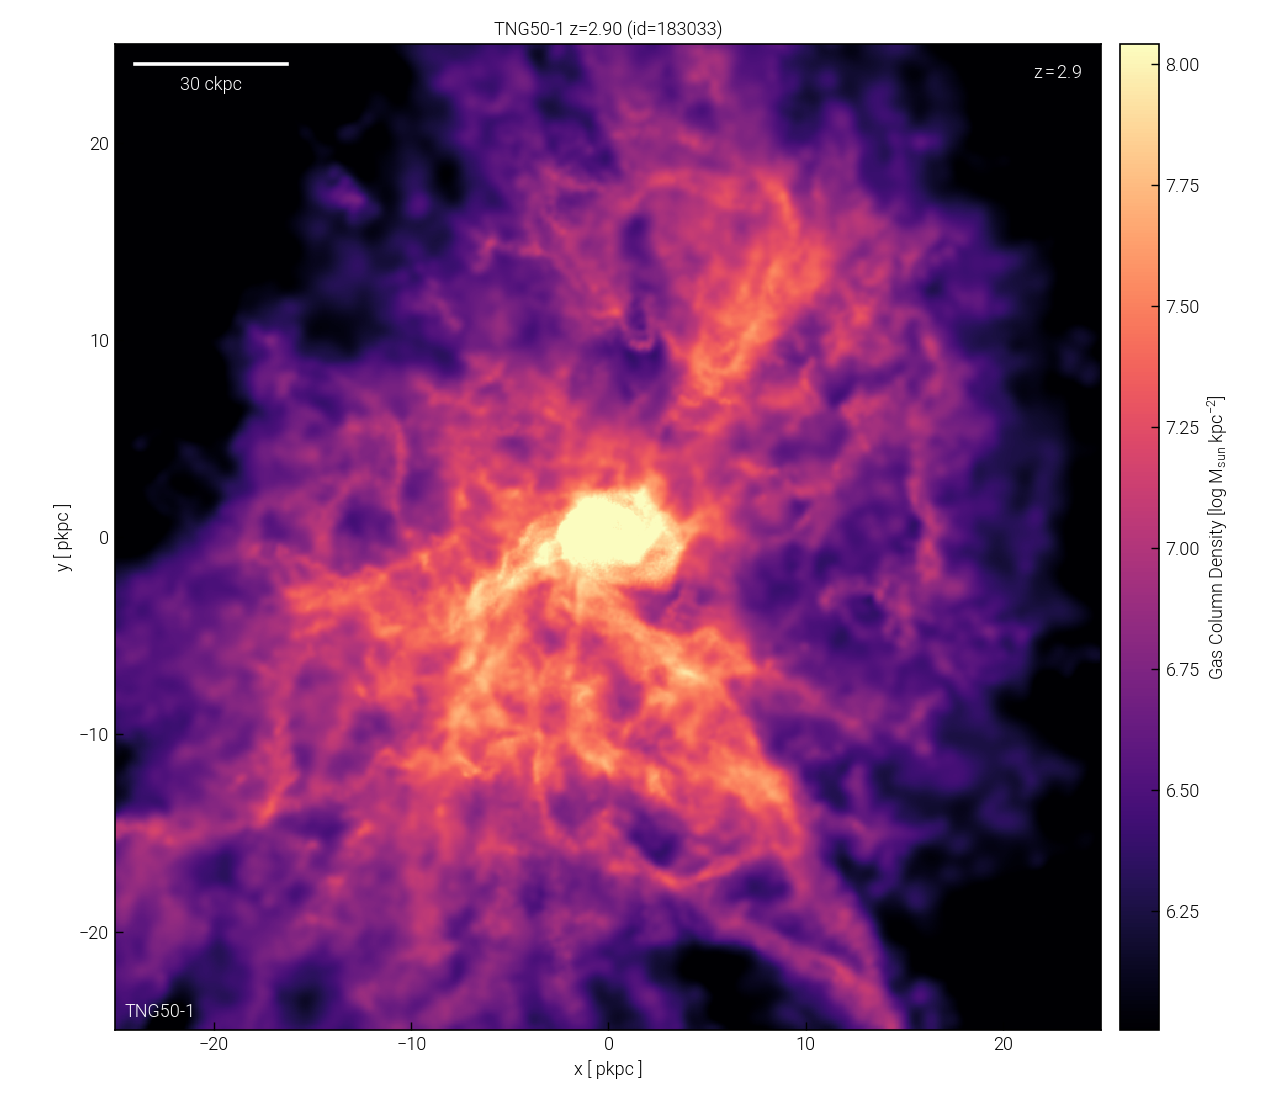 TNG50-1 z=2.90 (id=183033)
30 ckpc
z=2.9
20
10
0
−10
−20
y [ pkpc ]
TNG50-1
−20
−10
0
10
20
x [ pkpc ]
8.00
7.75
7.50
7.25
7.00
6.75
6.50
6.25
Gas Column Density [log M_sun kpc⁻²]